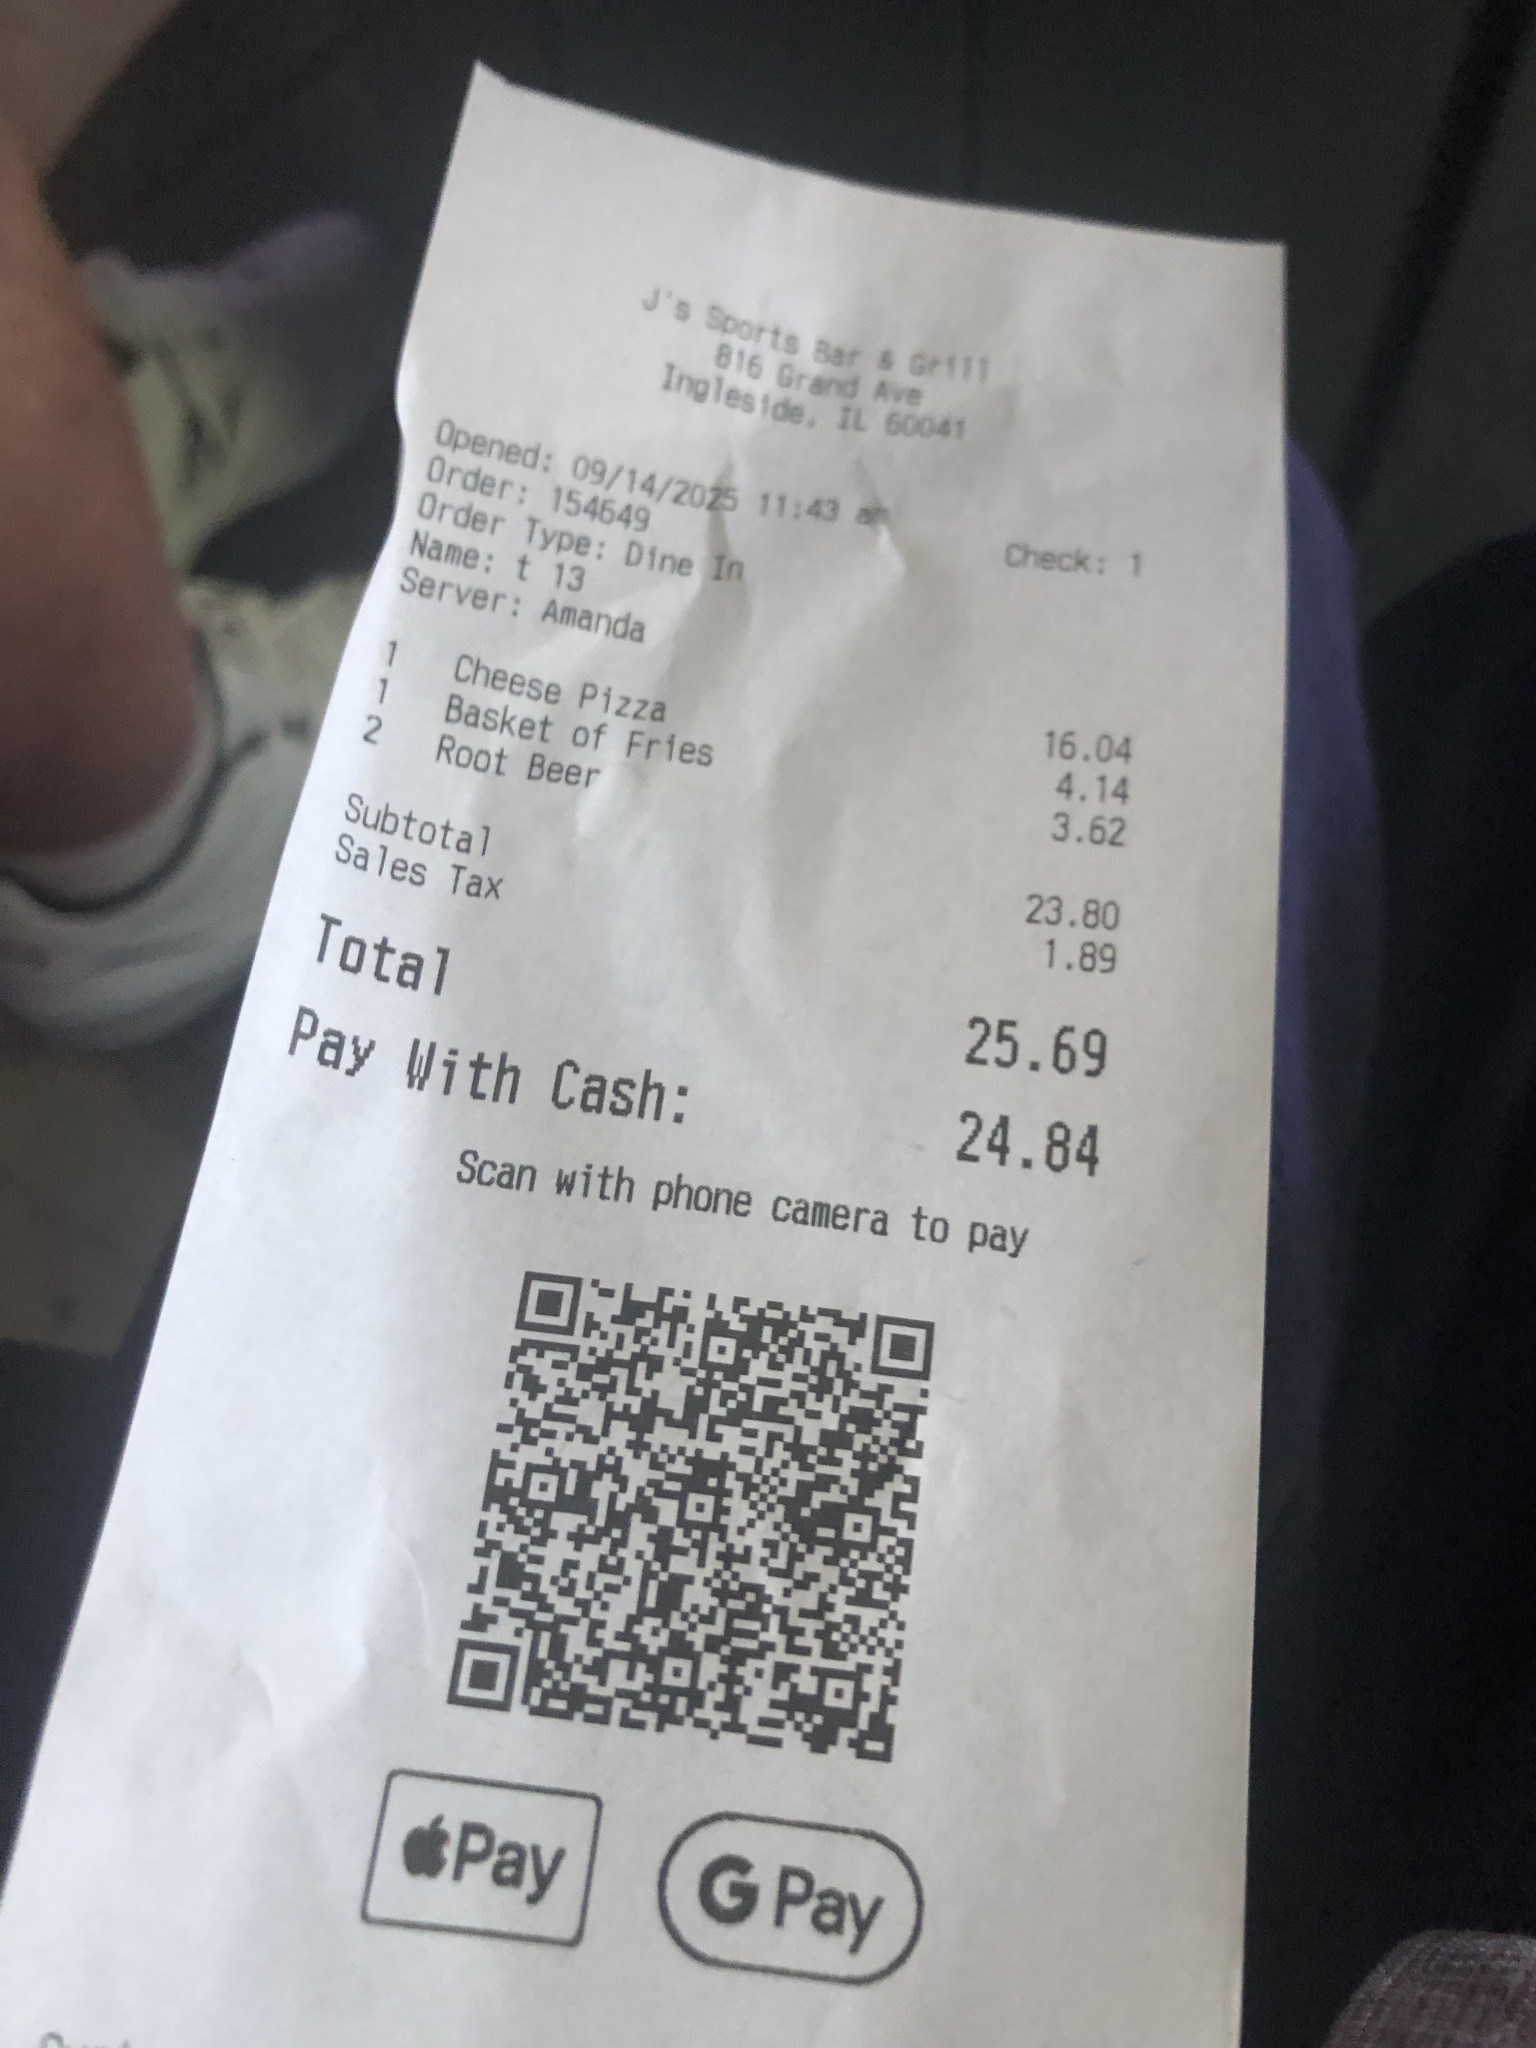 J's Sports Bar & Grill
816 Grand Ave
Ingleside, IL 60041
Opened: 09/14/2025 11:43 am
Order: 154649 Check: 1
Order Type: Dine In
Name: t 13
Server: Amanda
1 Cheese Pizza 16.04
1 Basket of Fries 4.14
2 Root Beer 3.62
Subtotal 23.80
Sales Tax 1.89
Total 25.69
Pay With Cash: 24.84
Scan with phone camera to pay
Pay
G Pay